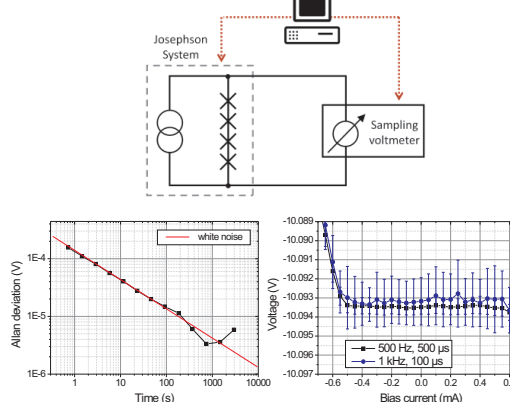 Josephson
System
Sampling
voltmeter
white noise
1E-4
1E-5
1E-6
Allan deviation (V)
1
10
100
1000
10000
Time (s)
-10.089
-10.090
-10.091
-10.092
-10.093
-10.094
-10.095
-10.096
-10.097
Voltage (V)
500 Hz, 500 µs
1 kHz, 100 µs
-0.6
-0.4
-0.2
0.0
0.2
0.4
Bias current (mA)